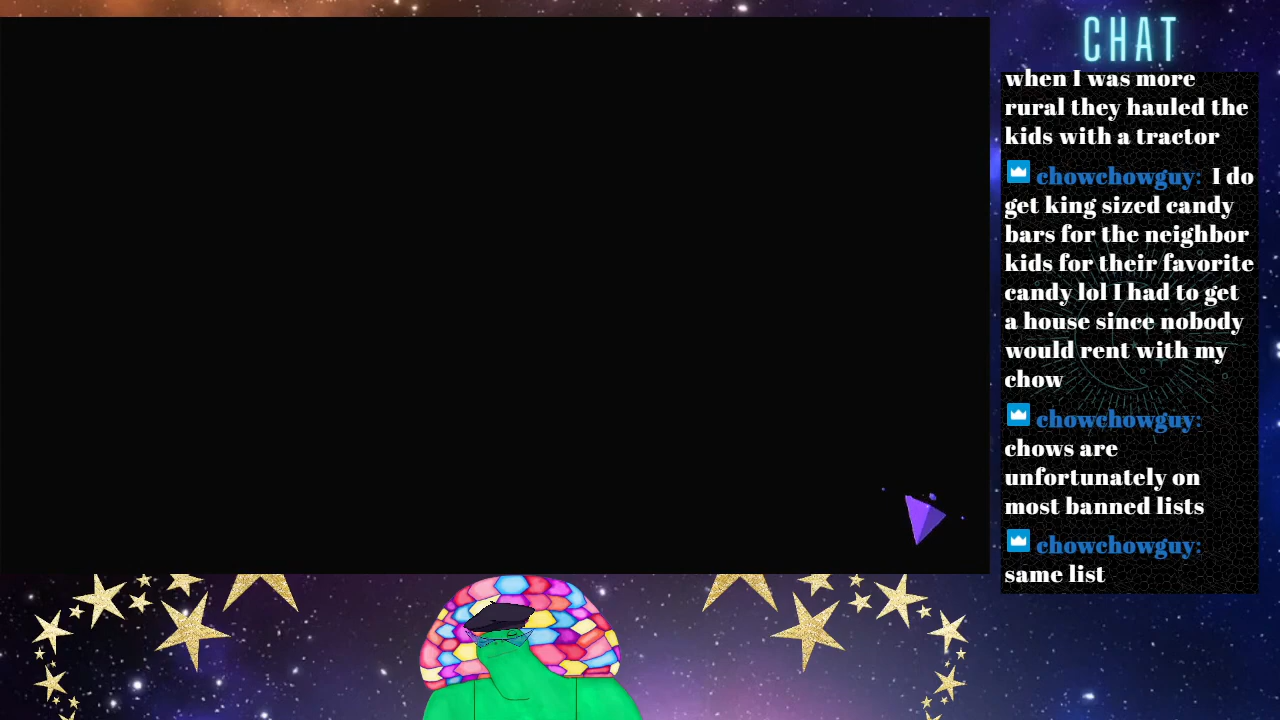 CHAT
when I was more
rural they hauled the
kids with a tractor
chowchowguy: I do
get king sized candy
bars for the neighbor
kids for their favorite
candy lol I had to get
a house since nobody
would rent with my
chow
chowchowguy:
chows are
unfortunately on
most banned lists
chowchowguy:
same list